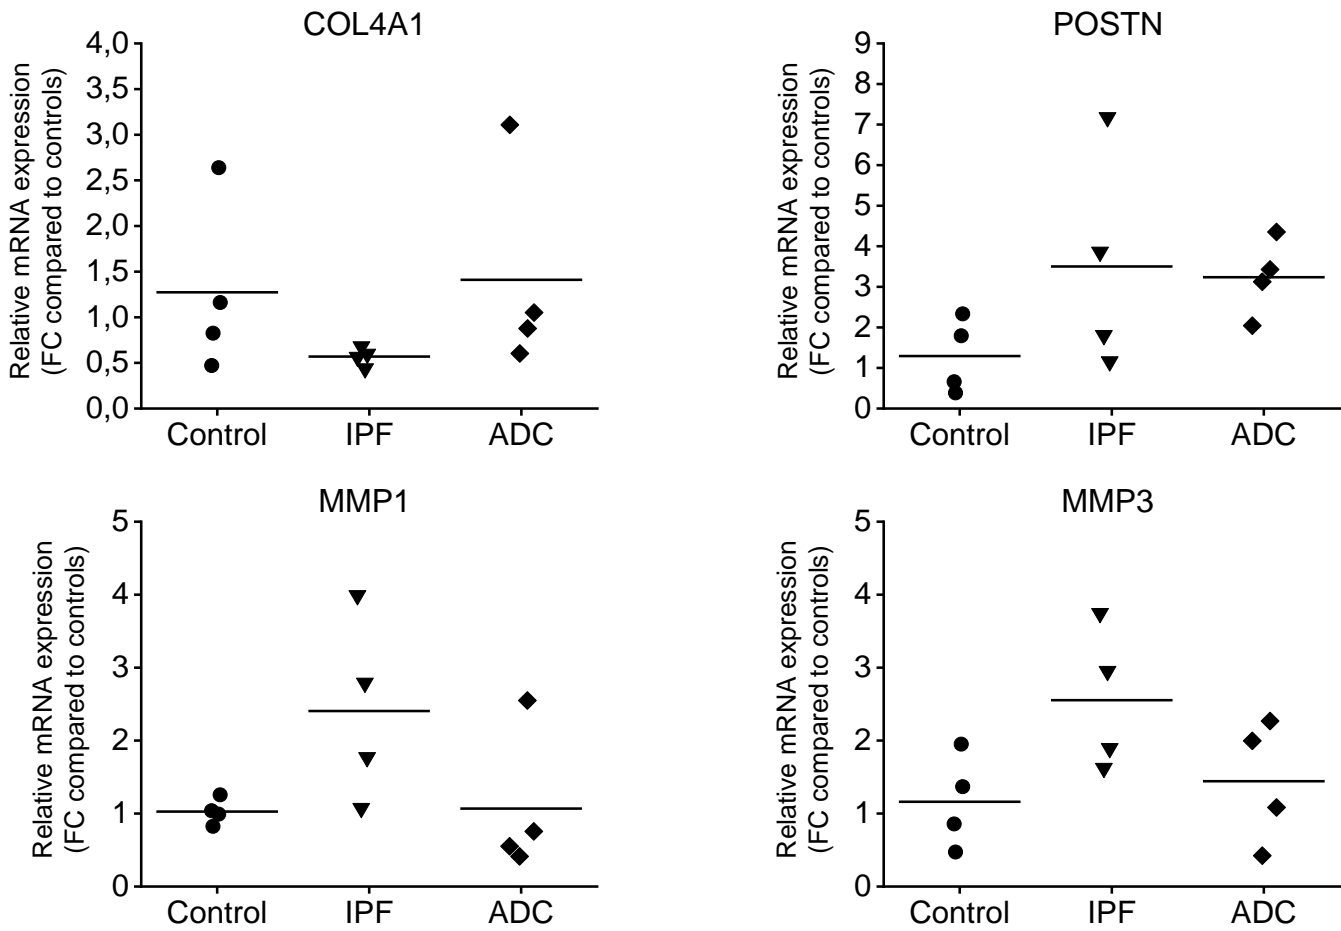 COL4A1
Relative mRNA expression
(FC compared to controls)
4,0
3,5
3,0
2,5
2,0
1,5
1,0
0,5
0,0
Control IPF ADC
POSTN
Relative mRNA expression
(FC compared to controls)
9
8
7
6
5
4
3
2
1
0
Control IPF ADC
MMP1
Relative mRNA expression
(FC compared to controls)
5
4
3
2
1
0
Control IPF ADC
MMP3
Relative mRNA expression
(FC compared to controls)
5
4
3
2
1
0
Control IPF ADC